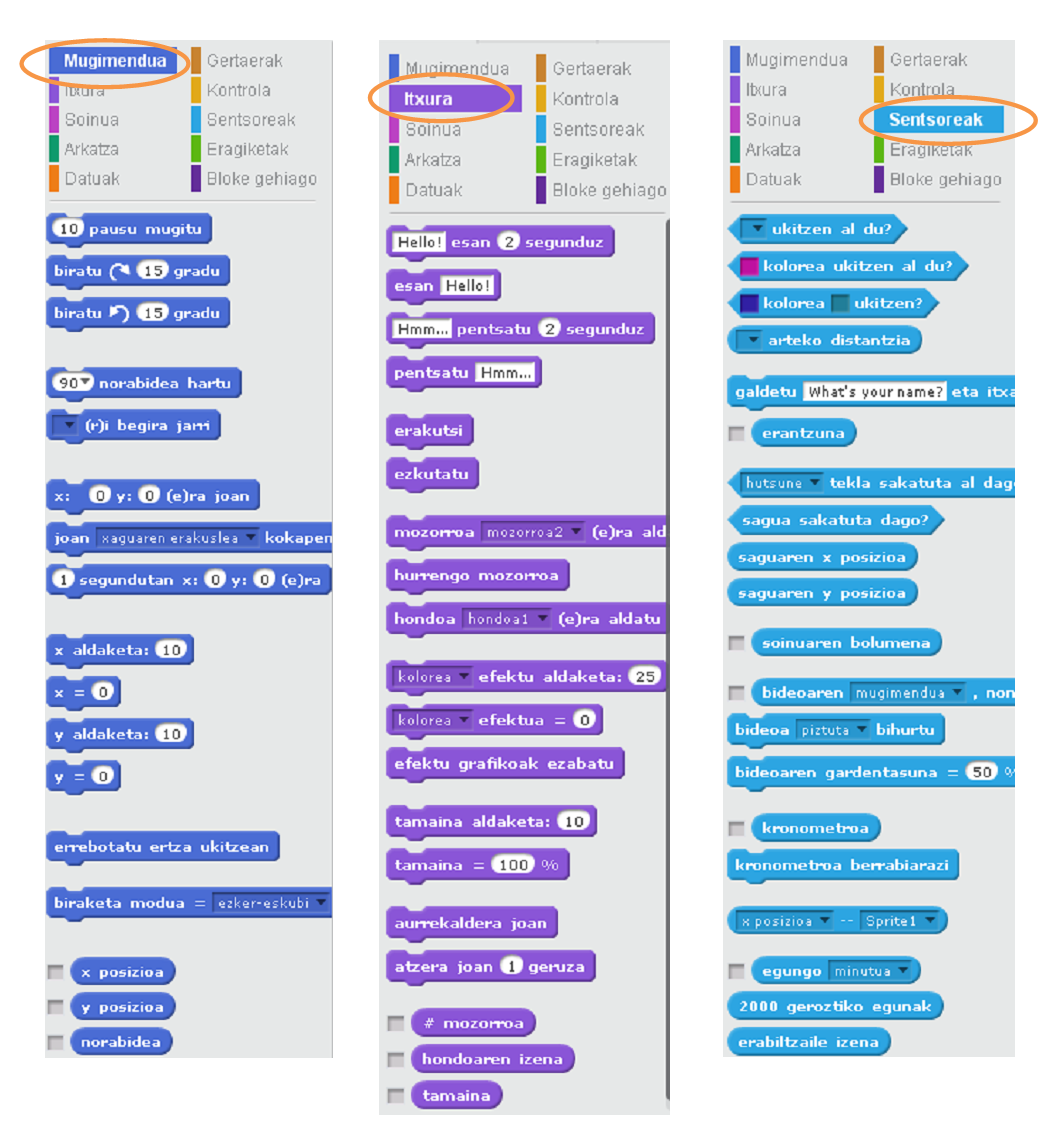 Mugimendua Gertaerak
Itxura Kontrola
Soinua Sentsoreak
Arkatza Eragiketak
Datuak Bloke gehiago
10 pausu mugitu
biratu 15 gradu
biratu 15 gradu
90 norabidea hartu
(r)i begira jarri
x: 0 y: 0 (e)ra joan
joan xaguaren erakuslea kokapen
1 segundutan x: 0 y: 0 (e)ra
x aldaketa: 10
x = 0
y aldaketa: 10
y = 0
errebotatu ertza ukitzean
biraketa modua = ezker-eskubi
x posizioa
y posizioa
norabidea
Mugimendua Gertaerak
Itxura Kontrola
Soinua Sentsoreak
Arkatza Eragiketak
Datuak Bloke gehiago
Hello! esan 2 segunduz
esan Hello!
Hmm... pentsatu 2 segunduz
pentsatu Hmm...
erakutsi
ezkutatu
mozorroa mozorroa2 (e)ra ald
hurrengo mozorroa
hondoa hondoa1 (e)ra aldatu
kolorea efektu aldaketa: 25
kolorea efektua = 0
efektu grafikoak ezabatu
tamaina aldaketa: 10
tamaina = 100 %
aurrekaldera joan
atzera joan 1 geruza
# mozorroa
hondoaren izena
tamaina
Mugimendua Gertaerak
Itxura Kontrola
Soinua Sentsoreak
Arkatza Eragiketak
Datuak Bloke gehiago
ukitzen al du?
kolorea ukitzen al du?
kolorea ukitzen?
arteko distantzia
galdetu What's your name? eta itxa
erantzuna
hutsune tekla sakatuta al dago
sagua sakatuta dago?
saguaren x posizioa
saguaren y posizioa
soinuaren bolumena
bideoaren mugimendua , non
bideoa piztuta bihurtu
bideoaren gardentasuna = 50 %
kronometroa
kronometroa berrabiarazi
x posizioa -- Sprite1
egungo minutua
2000 geroztiko egunak
erabiltzaile izena